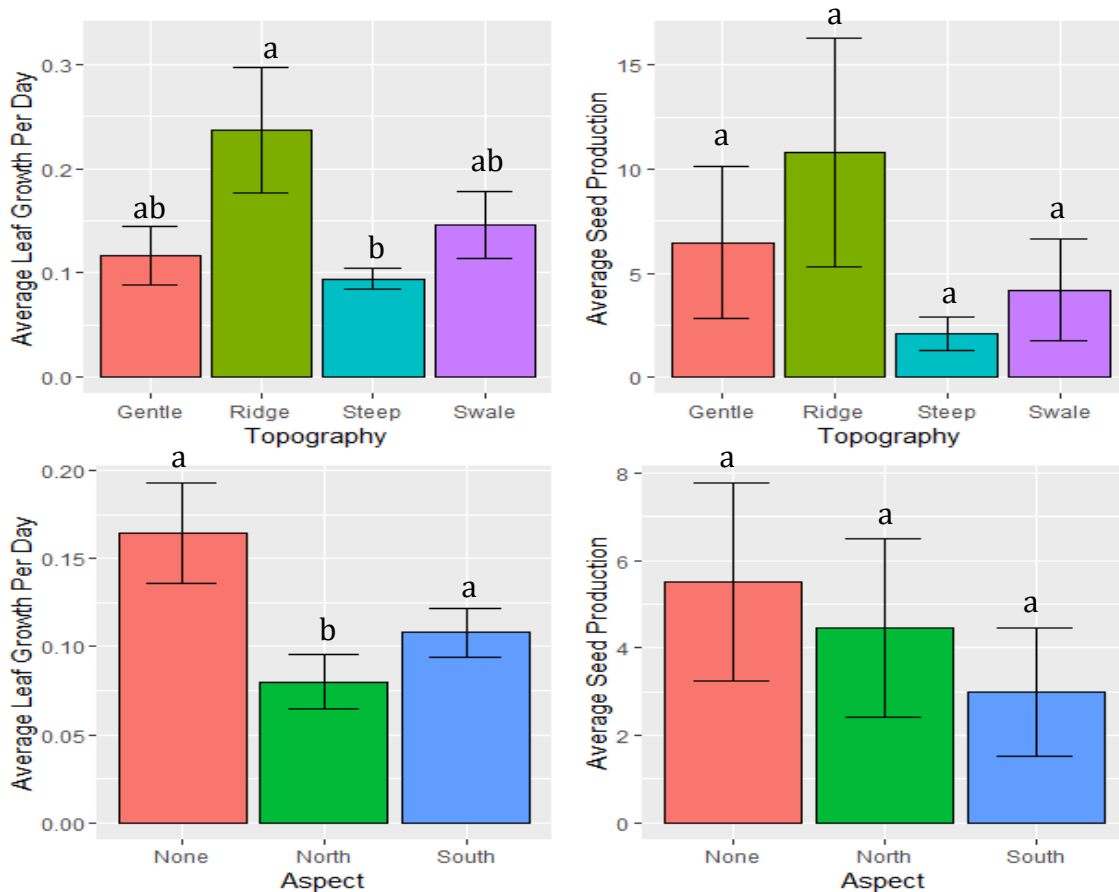 Average Leaf Growth Per Day
0.3
0.2
0.1
0.0
ab
a
b
ab
Gentle Ridge Steep Swale
Topography
Average Seed Production
15
10
5
0
a
a
a
a
Gentle Ridge Steep Swale
Topography
Average Leaf Growth Per Day
0.20
0.15
0.10
0.05
0.00
a
b
a
None North South
Aspect
Average Seed Production
8
6
4
2
0
a
a
a
None North South
Aspect